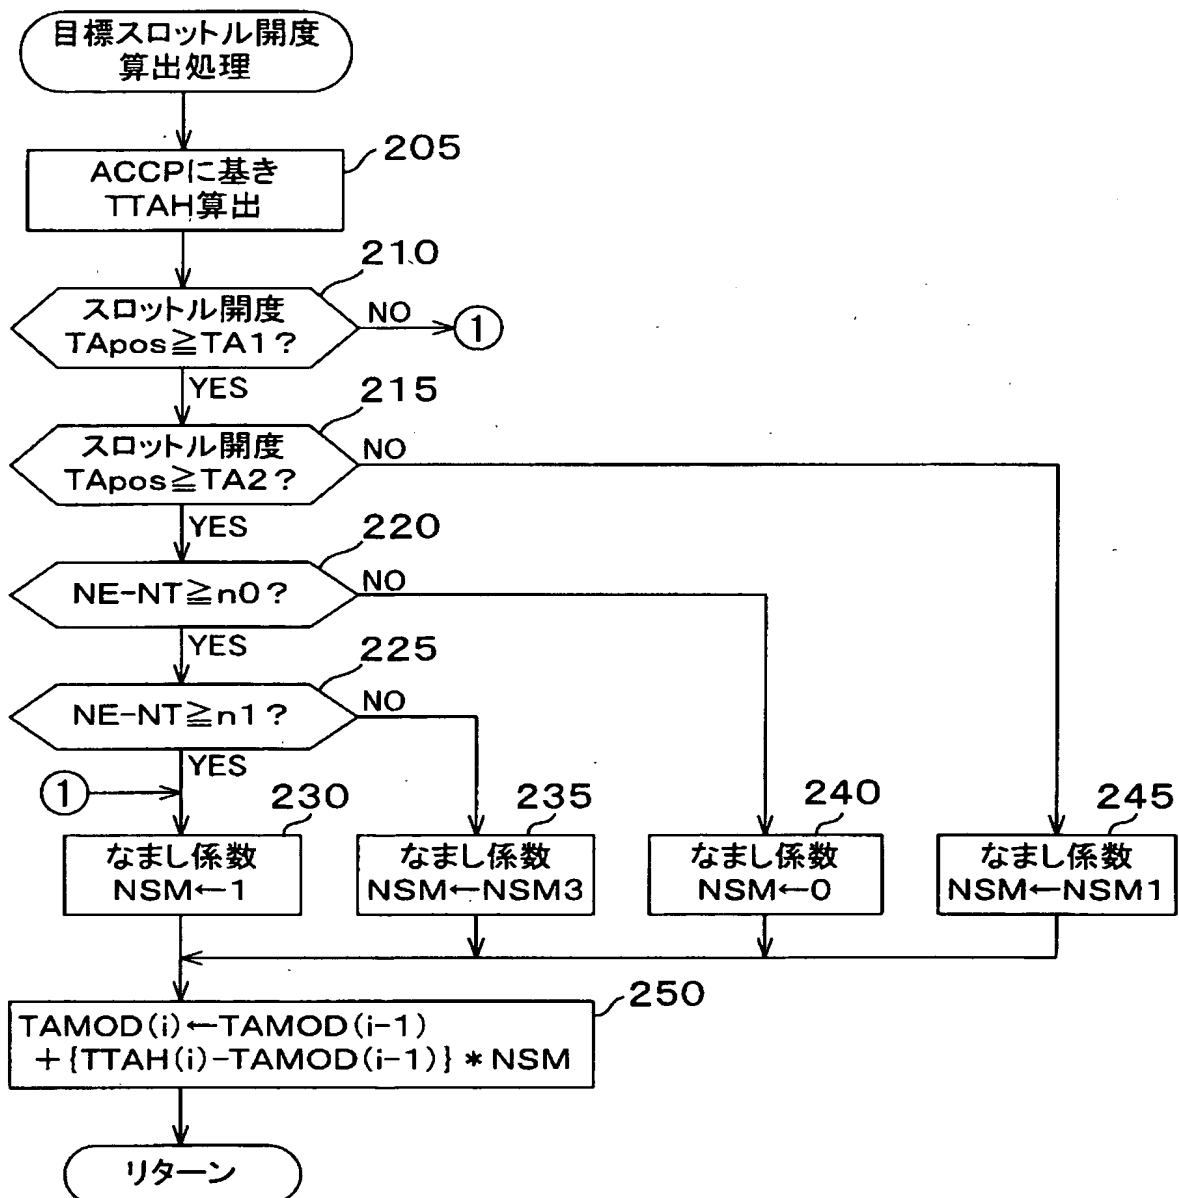 目標スロットル開度
算出処理
205
ACCPに基き
TTAH算出
210
スロットル開度
TApos≧TA1?
NO
①
YES
215
スロットル開度
TApos≧TA2?
NO
YES
220
NE-NT≧n0?
NO
YES
225
NE-NT≧n1?
NO
YES
①
230
なまし係数
NSM←1
235
なまし係数
NSM←NSM3
240
なまし係数
NSM←0
245
なまし係数
NSM←NSM1
250
TAMOD(i)←TAMOD(i-1)
+{TTAH(i)-TAMOD(i-1)}*NSM
リターン